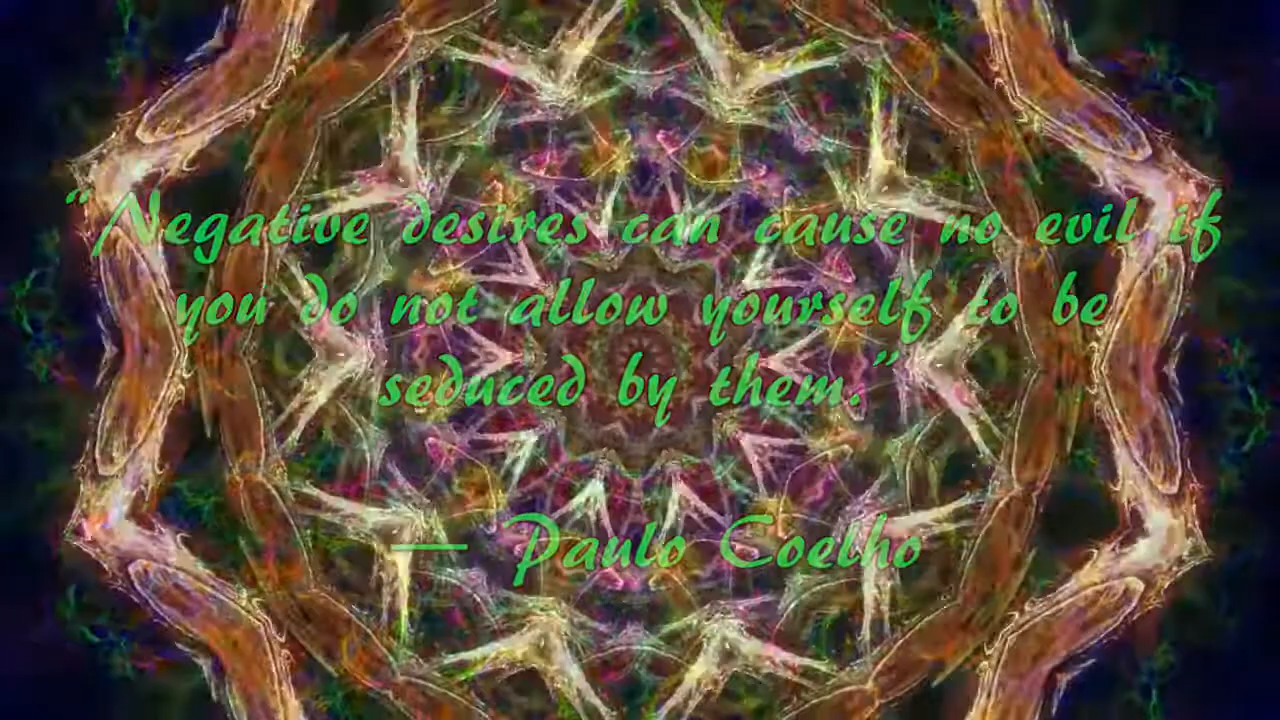 “Negative desires can cause no evil if
you do not allow yourself to be
seduced by them.”
— Paulo Coelho